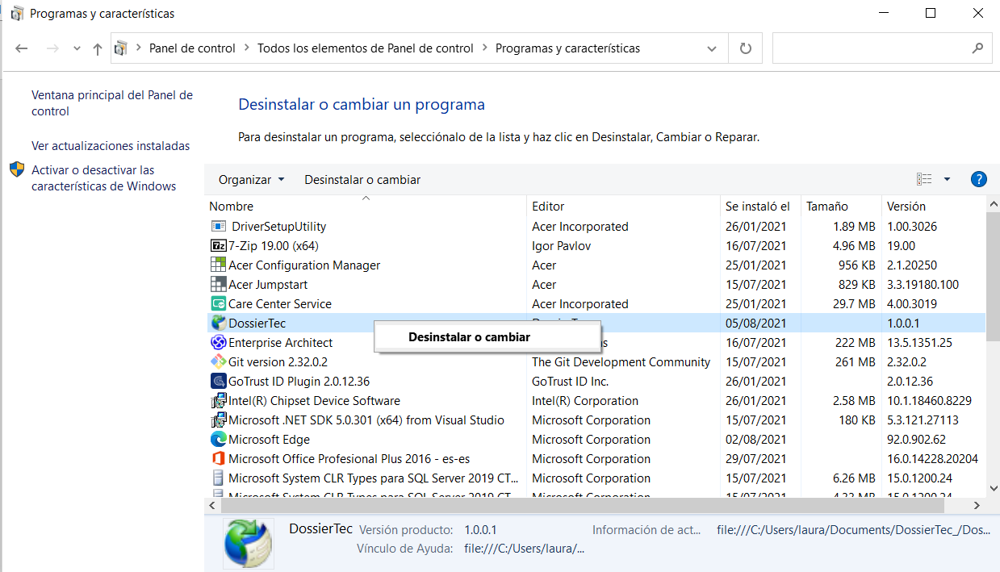 Programas y características
Panel de control > Todos los elementos de Panel de control > Programas y características
Ventana principal del Panel de
control
Ver actualizaciones instaladas
Activar o desactivar las
características de Windows
Desinstalar o cambiar un programa
Para desinstalar un programa, selecciónalo de la lista y haz clic en Desinstalar, Cambiar o Reparar.
Organizar Desinstalar o cambiar ?
Nombre Editor Se instaló el Tamaño Versión
DriverSetupUtility Acer Incorporated 26/01/2021 1.89 MB 1.00.3026
7z 7-Zip 19.00 (x64) Igor Pavlov 16/07/2021 4.96 MB 19.00
Acer Configuration Manager Acer 25/01/2021 956 KB 2.1.20250
Acer Jumpstart Acer 15/07/2021 829 KB 3.3.19180.100
Care Center Service Acer Incorporated 25/01/2021 29.7 MB 4.00.3019
DossierTec 05/08/2021 1.0.0.1
Desinstalar o cambiar
Enterprise Architect 16/07/2021 222 MB 13.5.1351.25
Git version 2.32.0.2 The Git Development Community 15/07/2021 261 MB 2.32.0.2
GoTrust ID Plugin 2.0.12.36 GoTrust ID Inc. 26/01/2021 2.0.12.36
Intel(R) Chipset Device Software Intel(R) Corporation 26/01/2021 2.58 MB 10.1.18460.8229
Microsoft .NET SDK 5.0.301 (x64) from Visual Studio Microsoft Corporation 15/07/2021 180 KB 5.3.121.27113
Microsoft Edge Microsoft Corporation 02/08/2021 92.0.902.62
Microsoft Office Profesional Plus 2016 - es-es Microsoft Corporation 29/07/2021 16.0.14228.20204
Microsoft System CLR Types para SQL Server 2019 CT... Microsoft Corporation 15/07/2021 6.26 MB 15.0.1200.24
Microsoft System CLR Types para SQL Server 2019 CT... Microsoft Corporation 15/07/2021 4.33 MB 15.0.1200.24
DossierTec Versión producto: 1.0.0.1 Información de act... file:///C:/Users/laura/Documents/DossierTec_/Dos...
Vínculo de Ayuda: file:///C:/Users/laura/...